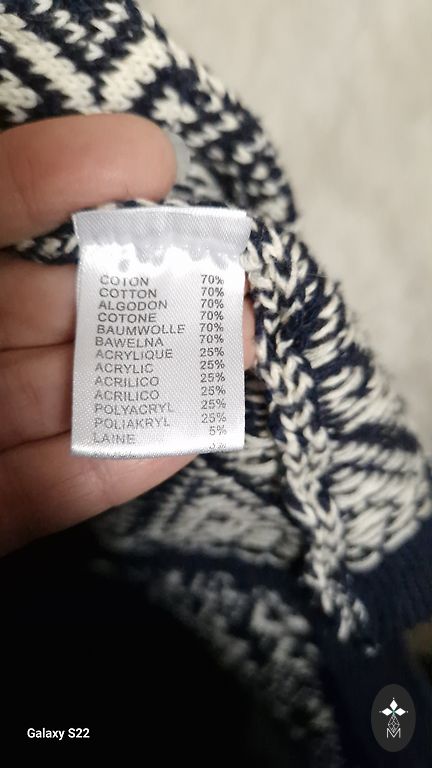 COTON 70%
COTTON 70%
ALGODON 70%
COTONE 70%
BAUMWOLLE 70%
BAWELNA 70%
ACRYLIQUE 25%
ACRYLIC 25%
ACRILICO 25%
ACRILICO 25%
POLYACRYL 25%
POLIAKRYL 25%
LAINE 5%
Galaxy S22
M